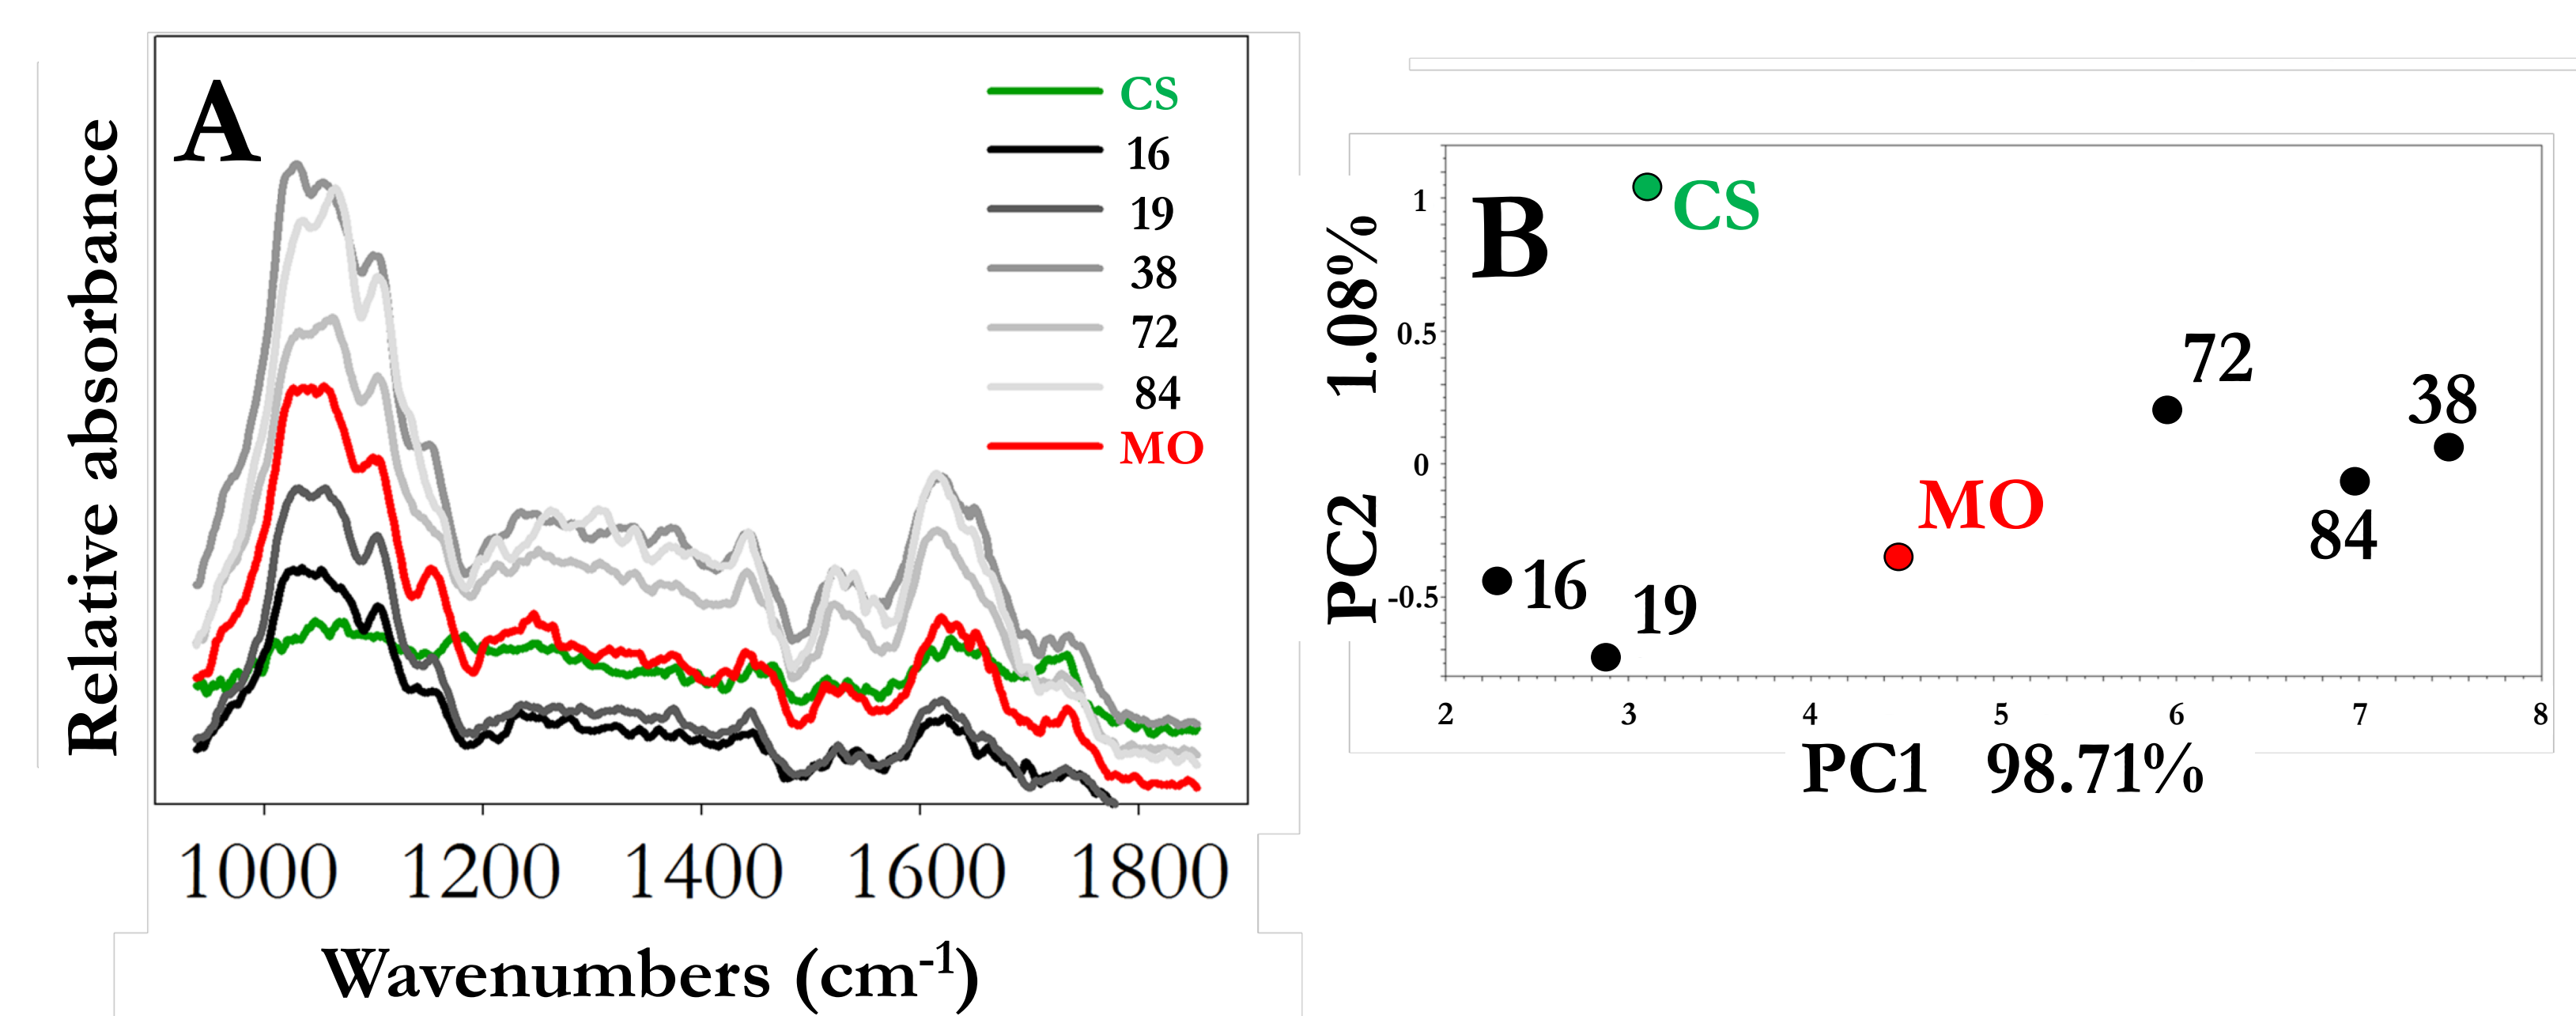 A
CS
16
19
38
72
84
MO
Relative absorbance
1000 1200 1400 1600 1800
Wavenumbers (cm-1)
B
CS
72
38
84
MO
16
19
1
0.5
0
-0.5
PC2 1.08%
2 3 4 5 6 7 8
PC1 98.71%